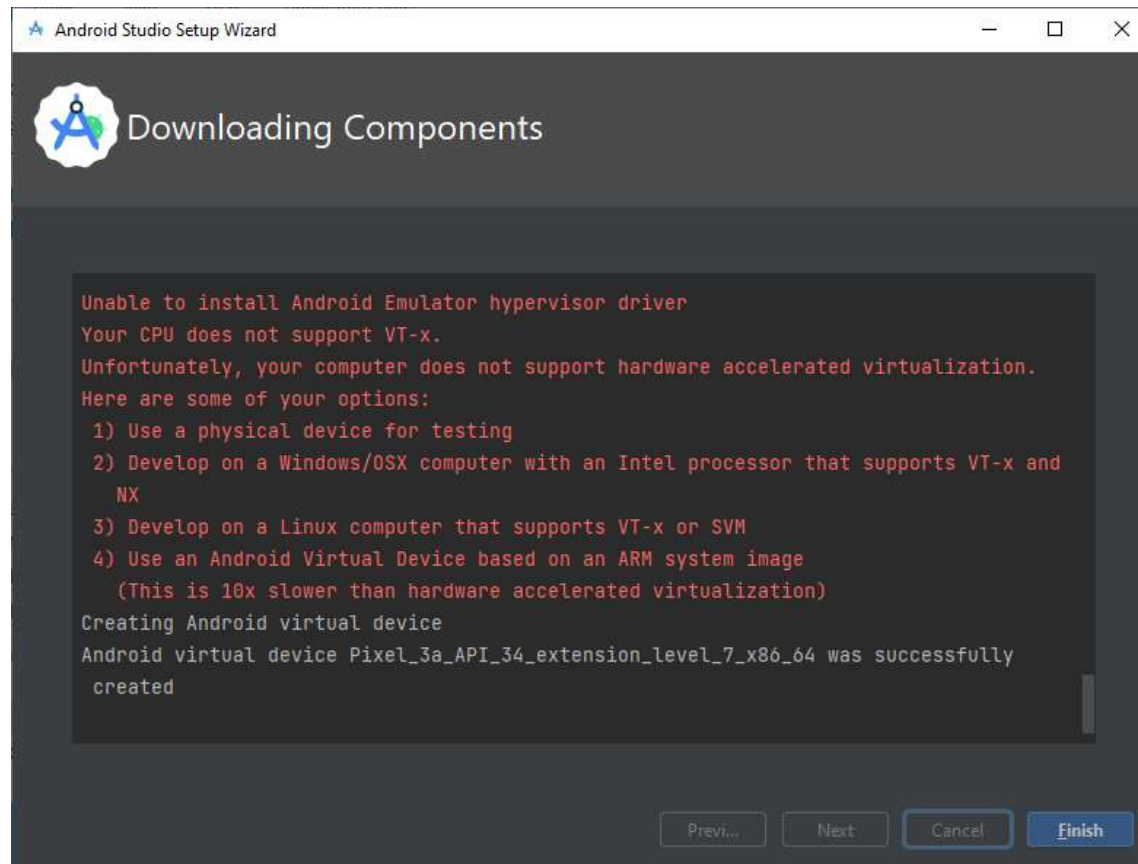 Android Studio Setup Wizard
Downloading Components
Unable to install Android Emulator hypervisor driver
Your CPU does not support VT-x.
Unfortunately, your computer does not support hardware accelerated virtualization.
Here are some of your options:
1) Use a physical device for testing
2) Develop on a Windows/OSX computer with an Intel processor that supports VT-x and
NX
3) Develop on a Linux computer that supports VT-x or SVM
4) Use an Android Virtual Device based on an ARM system image
(This is 10x slower than hardware accelerated virtualization)
Creating Android virtual device
Android virtual device Pixel_3a_API_34_extension_level_7_x86_64 was successfully
created
Previ... Next Cancel Finish